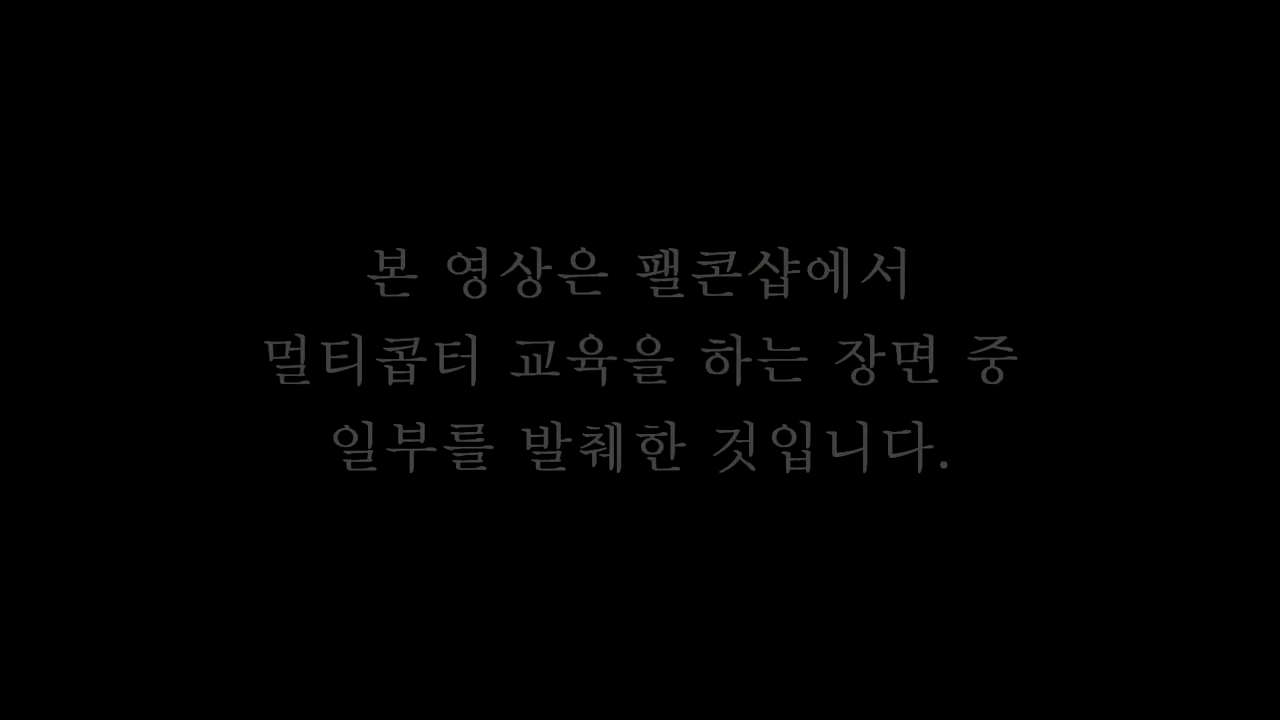 본 영상은 팰콘샵에서
멀티콥터 교육을 하는 장면 중
일부를 발췌한 것입니다.